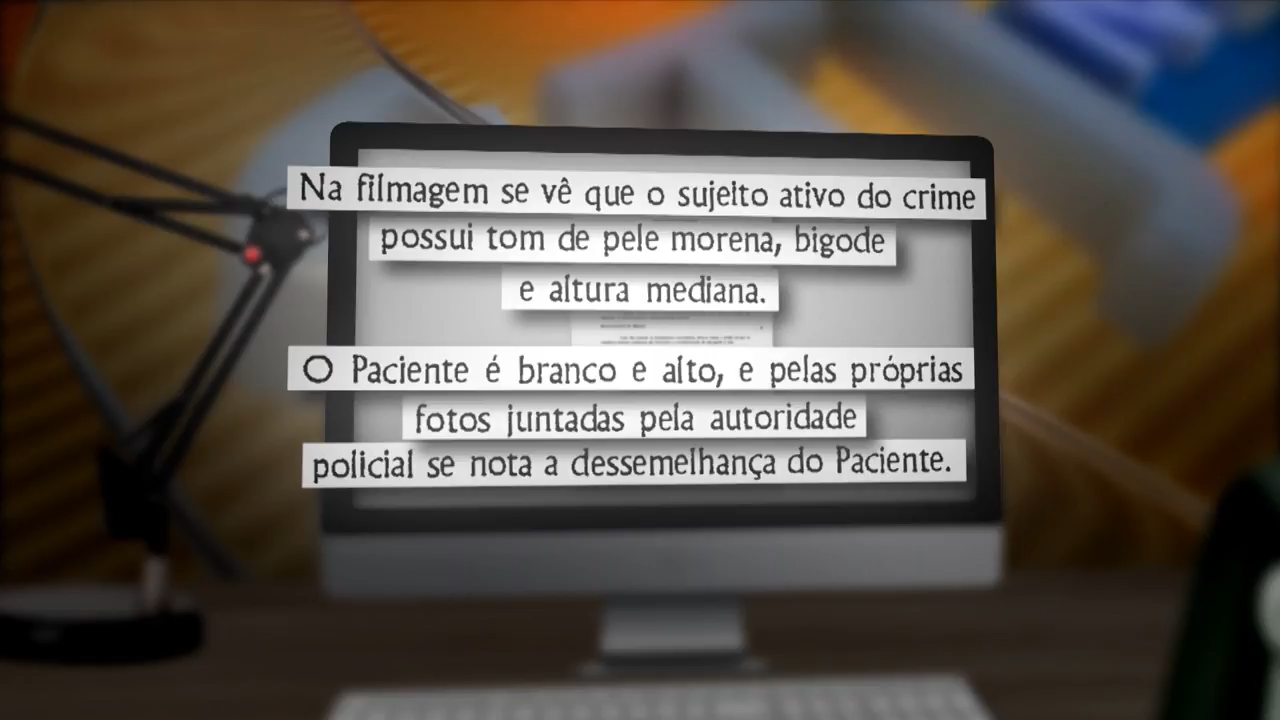 Na filmagem se vê que o sujeito ativo do crime
possui tom de pele morena, bigode
e altura mediana.
O Paciente é branco e alto, e pelas próprias
fotos juntadas pela autoridade
policial se nota a dessemelhança do Paciente.